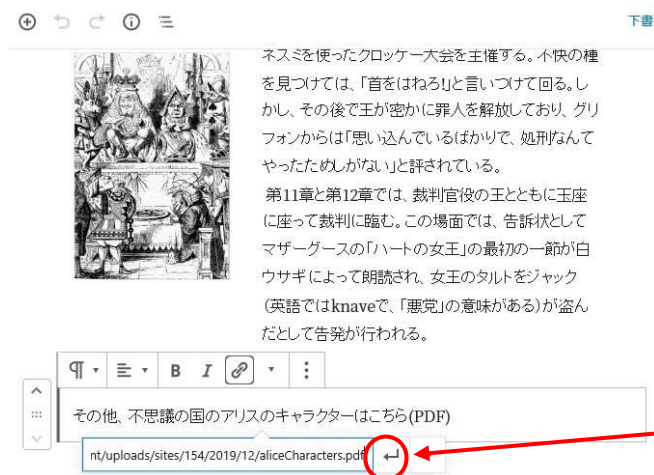 下書
ネズミを使ったクロッケー大会を主催する。不快の種
を見つけては、「首をはねろ!」と言いつけて回る。し
かし、その後で王が密かに罪人を解放しており、グリ
フォンからは「思い込んでいるばかりで、処刑なんて
やったためしがない」と評されている。
第11章と第12章では、裁判官役の王とともに玉座
に座って裁判に臨む。この場面では、告訴状として
マザーグースの「ハートの女王」の最初の一節が白
ウサギによって朗読され、女王のタルトをジャック
(英語ではknaveで、「悪党」の意味がある)が盗ん
だとして告発が行われる。
B I
その他、不思議の国のアリスのキャラクターはこちら(PDF)
nt/uploads/sites/154/2019/12/aliceCharacters.pdf